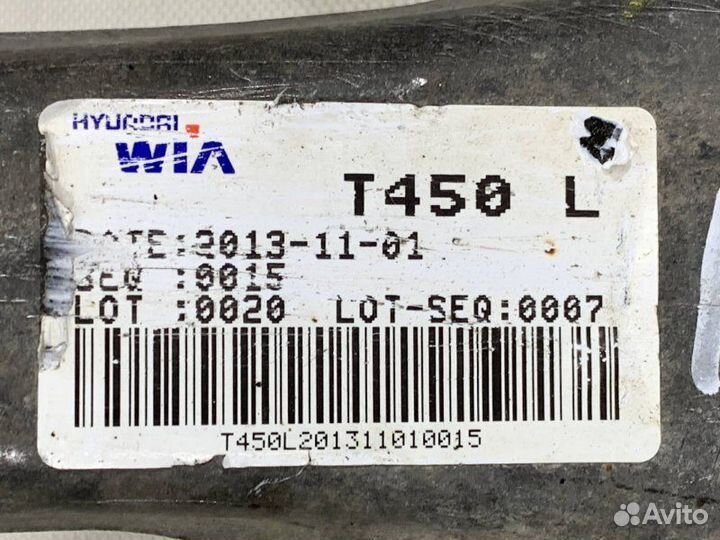 HYUNDAI
WIA
T450 L
DATE:2013-11-01
SEQ :0015
LOT :0020 LOT-SEQ:0007
T450L201311010015
Avito